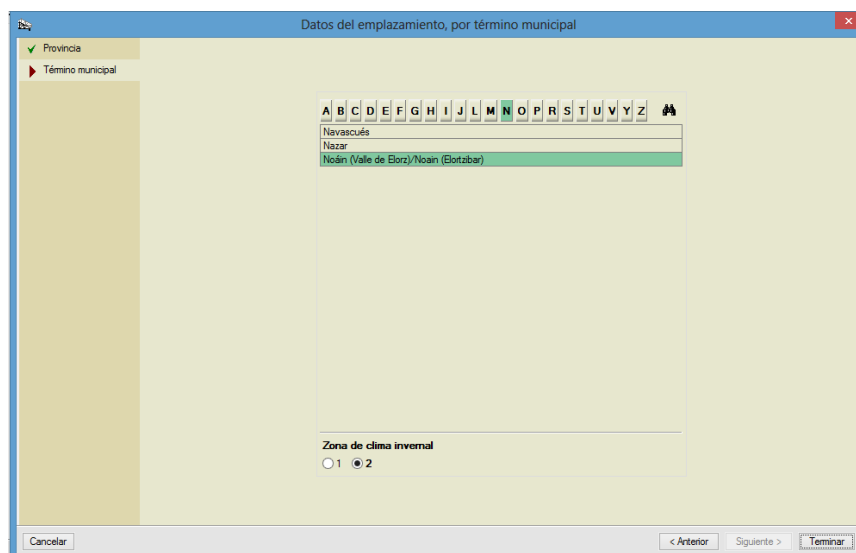 Datos del emplazamiento, por término municipal
Provincia
Término municipal
A B C D E F G H I J L M N O P R S T U V Y Z
Navascués
Nazar
Noáin (Valle de Elorz)/Noain (Elortzibar)
Zona de clima invernal
1 2
Cancelar < Anterior Siguiente > Terminar